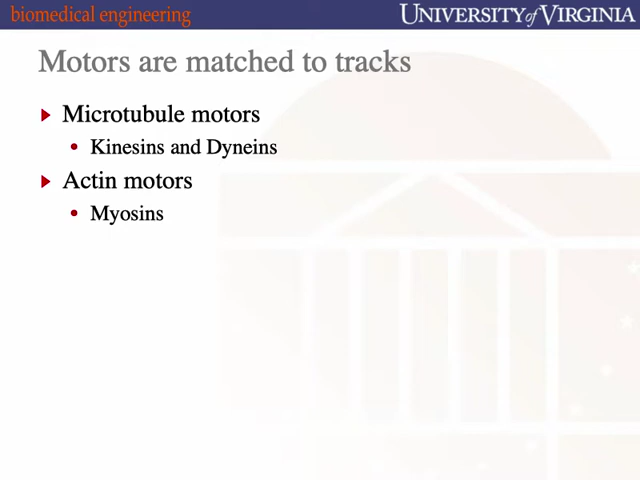 biomedical engineering
UNIVERSITY of VIRGINIA
Motors are matched to tracks
Microtubule motors
Kinesins and Dyneins
Actin motors
Myosins